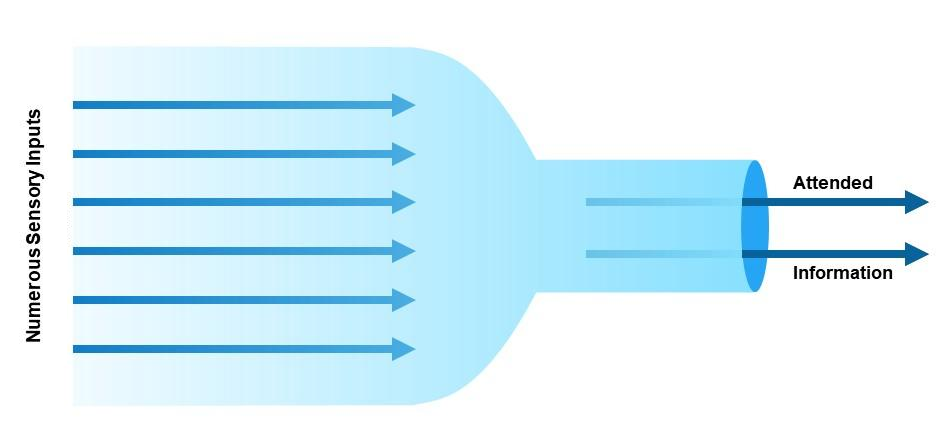 Numerous Sensory Inputs
Attended
Information